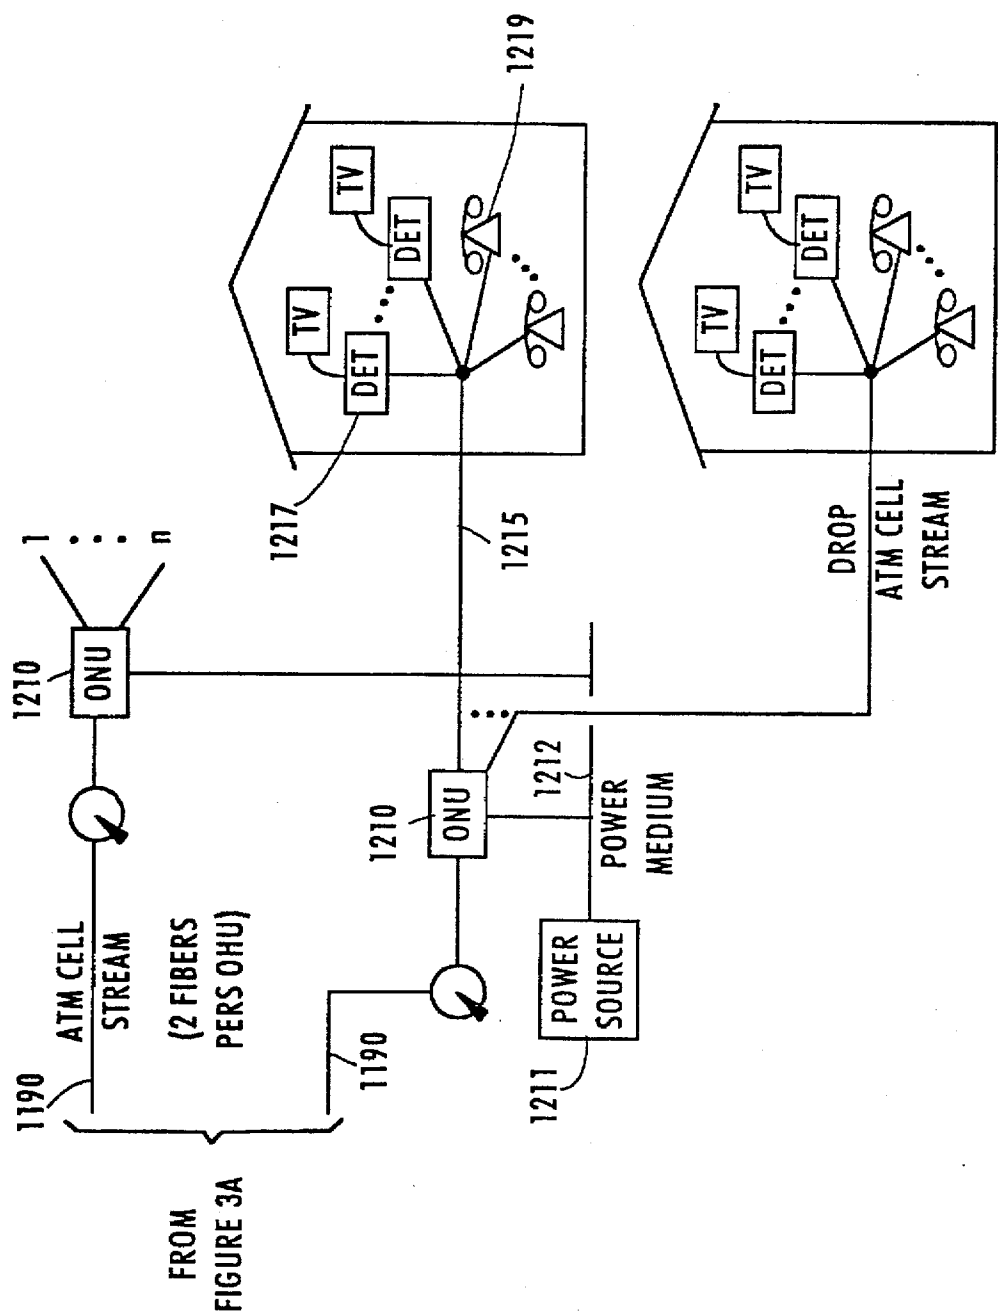 1210
ONU
1
n
1190
ATM CELL
STREAM
(2 FIBERS
PERS OHU)
FROM
FIGURE 3A
1190
1210
ONU
1212
POWER
MEDIUM
POWER
SOURCE
1211
1215
1217
DET
TV
DET
TV
1219
DROP
ATM CELL
STREAM
DET
TV
DET
TV